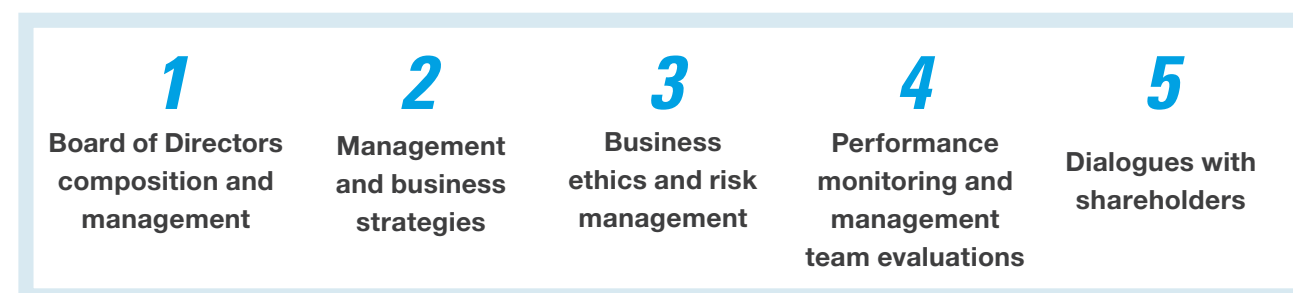 1
Board of Directors
composition and
management
2
Management
and business
strategies
3
Business
ethics and risk
management
4
Performance
monitoring and
management
team evaluations
5
Dialogues with
shareholders